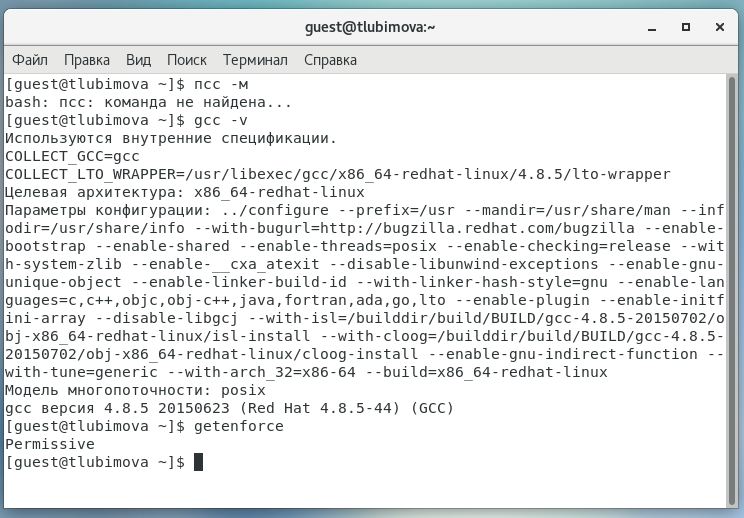 guest@tlubimova:~
Файл Правка Вид Поиск Терминал Справка
[guest@tlubimova ~]$ псс -м
bash: псс: команда не найдена...
[guest@tlubimova ~]$ gcc -v
Используются внутренние спецификации.
COLLECT_GCC=gcc
COLLECT_LTO_WRAPPER=/usr/libexec/gcc/x86_64-redhat-linux/4.8.5/lto-wrapper
Целевая архитектура: x86_64-redhat-linux
Параметры конфигурации: ../configure --prefix=/usr --mandir=/usr/share/man --inf
odir=/usr/share/info --with-bugurl=http://bugzilla.redhat.com/bugzilla --enable-
bootstrap --enable-shared --enable-threads=posix --enable-checking=release --wit
h-system-zlib --enable-__cxa_atexit --disable-libunwind-exceptions --enable-gnu-
unique-object --enable-linker-build-id --with-linker-hash-style=gnu --enable-lan
guages=c,c++,objc,obj-c++,java,fortran,ada,go,lto --enable-plugin --enable-initf
ini-array --disable-libgcj --with-isl=/builddir/build/BUILD/gcc-4.8.5-20150702/o
bj-x86_64-redhat-linux/isl-install --with-cloog=/builddir/build/BUILD/gcc-4.8.5-
20150702/obj-x86_64-redhat-linux/cloog-install --enable-gnu-indirect-function --
with-tune=generic --with-arch_32=x86-64 --build=x86_64-redhat-linux
Модель многопоточности: posix
gcc версия 4.8.5 20150623 (Red Hat 4.8.5-44) (GCC)
[guest@tlubimova ~]$ getenforce
Permissive
[guest@tlubimova ~]$